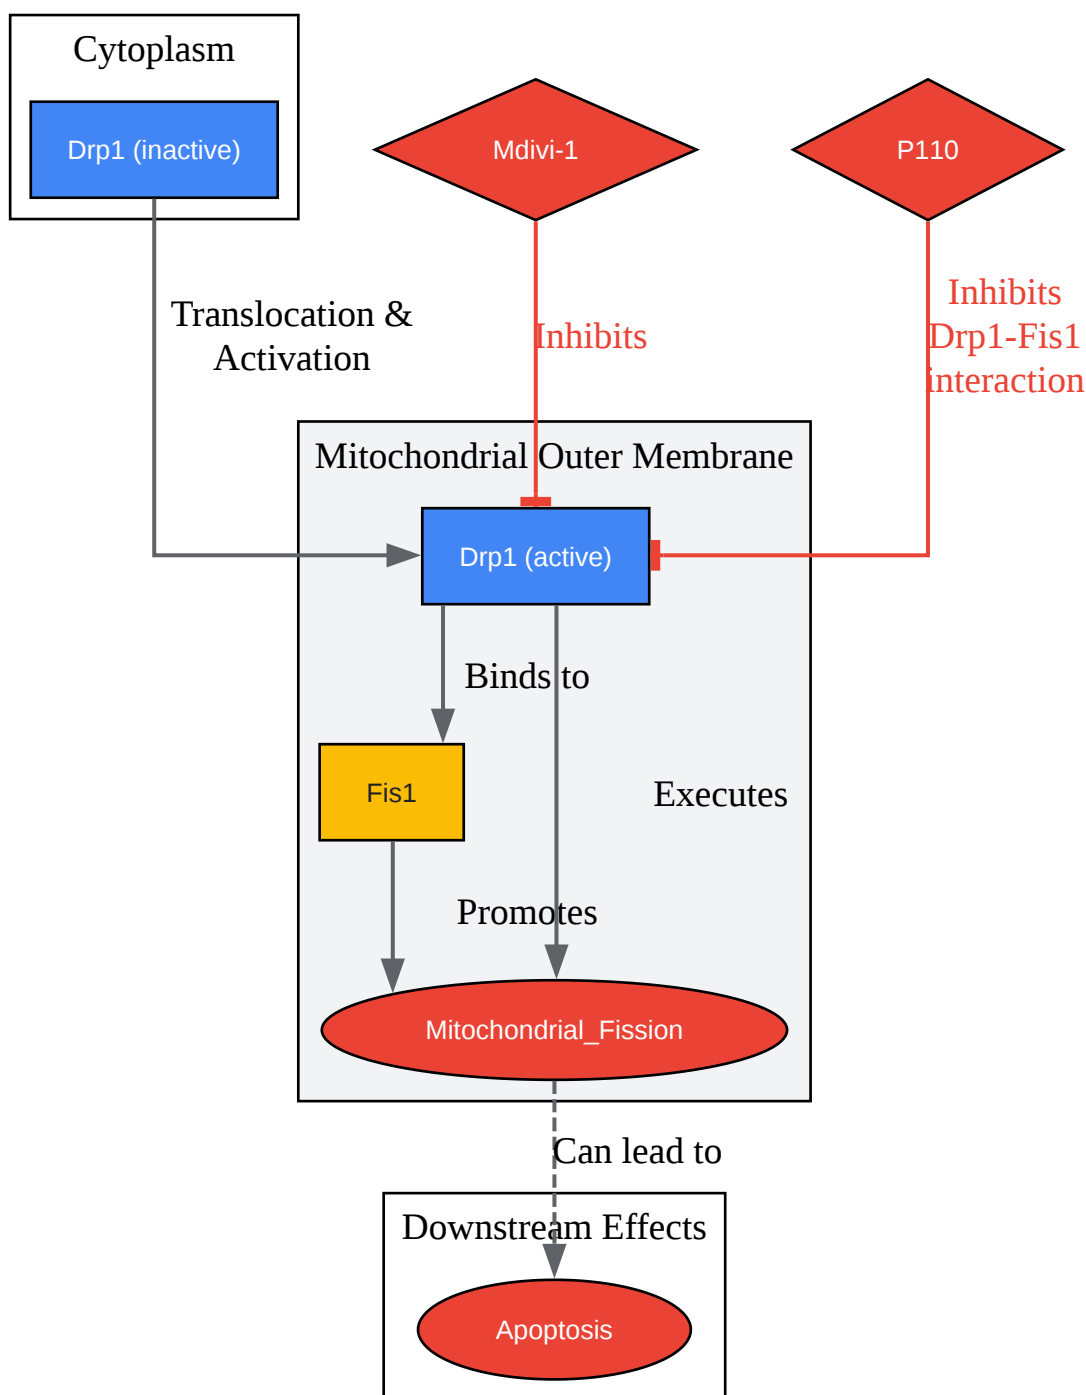 Cytoplasm
Drp1 (inactive)
Mdivi-1
P110
Translocation &
Activation
Inhibits
Inhibits
Drp1-Fis1
interaction
Mitochondrial Outer Membrane
Drp1 (active)
Binds to
Fis1
Executes
Promotes
Mitochondrial_Fission
Can lead to
Downstream Effects
Apoptosis